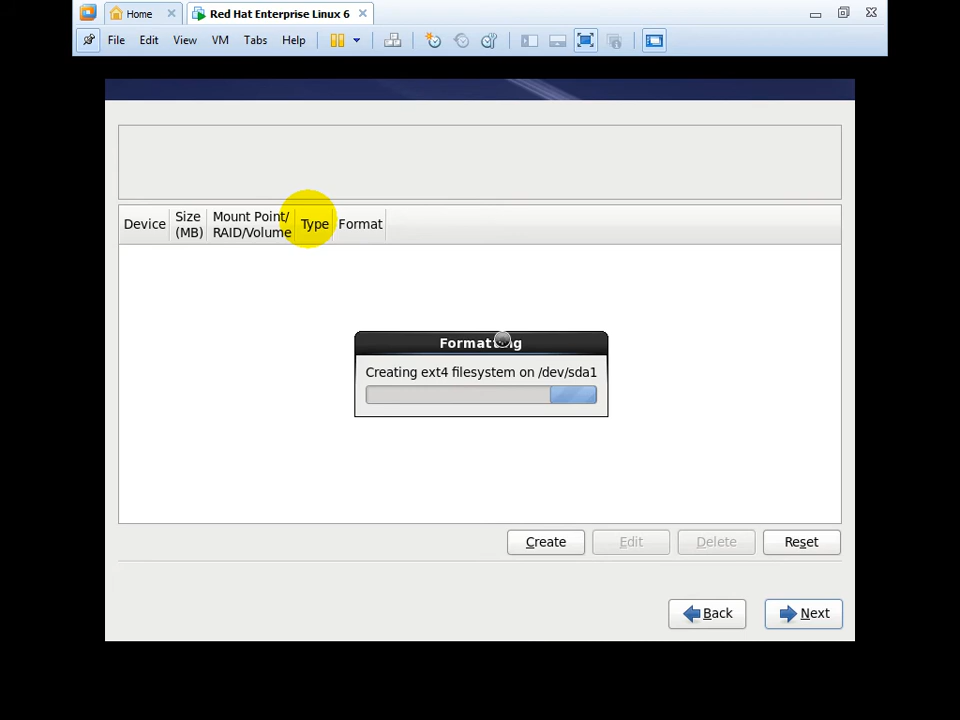 Home
Red Hat Enterprise Linux 6
File Edit View VM Tabs Help
Device
Size
(MB)
Mount Point/
RAID/Volume
Type
Format
Formatting
Creating ext4 filesystem on /dev/sda1
Create Edit Delete Reset
Back Next